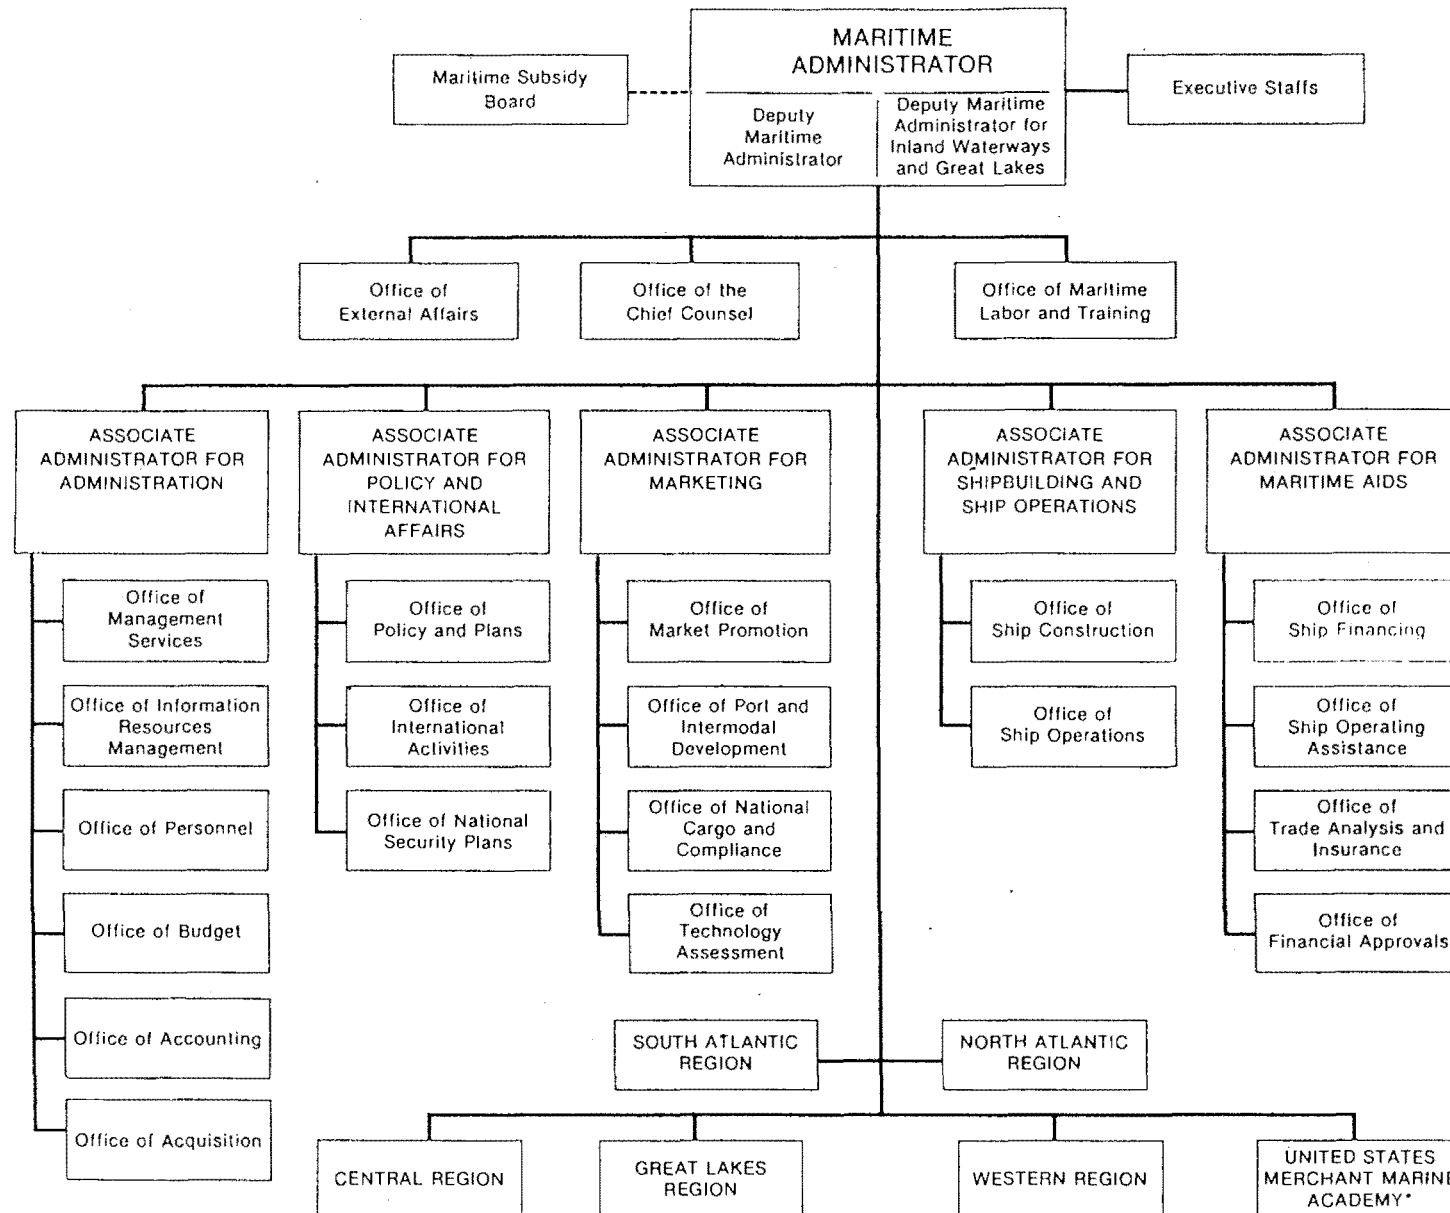 MARITIME
ADMINISTRATOR
Maritime Subsidy
Board
Executive Staffs
Deputy
Maritime
Administrator
Deputy Maritime
Administrator for
Inland Waterways
and Great Lakes
Office of
External Affairs
Office of the
Chief Counsel
Office of Maritime
Labor and Training
ASSOCIATE
ADMINISTRATOR FOR
ADMINISTRATION
ASSOCIATE
ADMINISTRATOR FOR
POLICY AND
INTERNATIONAL
AFFAIRS
ASSOCIATE
ADMINISTRATOR FOR
MARKETING
ASSOCIATE
ADMINISTRATOR FOR
SHIPBUILDING AND
SHIP OPERATIONS
ASSOCIATE
ADMINISTRATOR FOR
MARITIME AIDS
Office of
Management
Services
Office of
Policy and Plans
Office of
Market Promotion
Office of
Ship Construction
Office of
Ship Financing
Office of Information
Resources
Management
Office of
International
Activities
Office of Port and
Intermodal
Development
Office of
Ship Operations
Office of
Ship Operating
Assistance
Office of Personnel
Office of National
Security Plans
Office of National
Cargo and
Compliance
Office of
Trade Analysis and
Insurance
Office of Budget
Office of
Technology
Assessment
Office of
Financial Approvals
Office of Accounting
SOUTH ATLANTIC
REGION
NORTH ATLANTIC
REGION
Office of Acquisition
CENTRAL REGION
GREAT LAKES
REGION
WESTERN REGION
UNITED STATES
MERCHANT MARINE
ACADEMY*